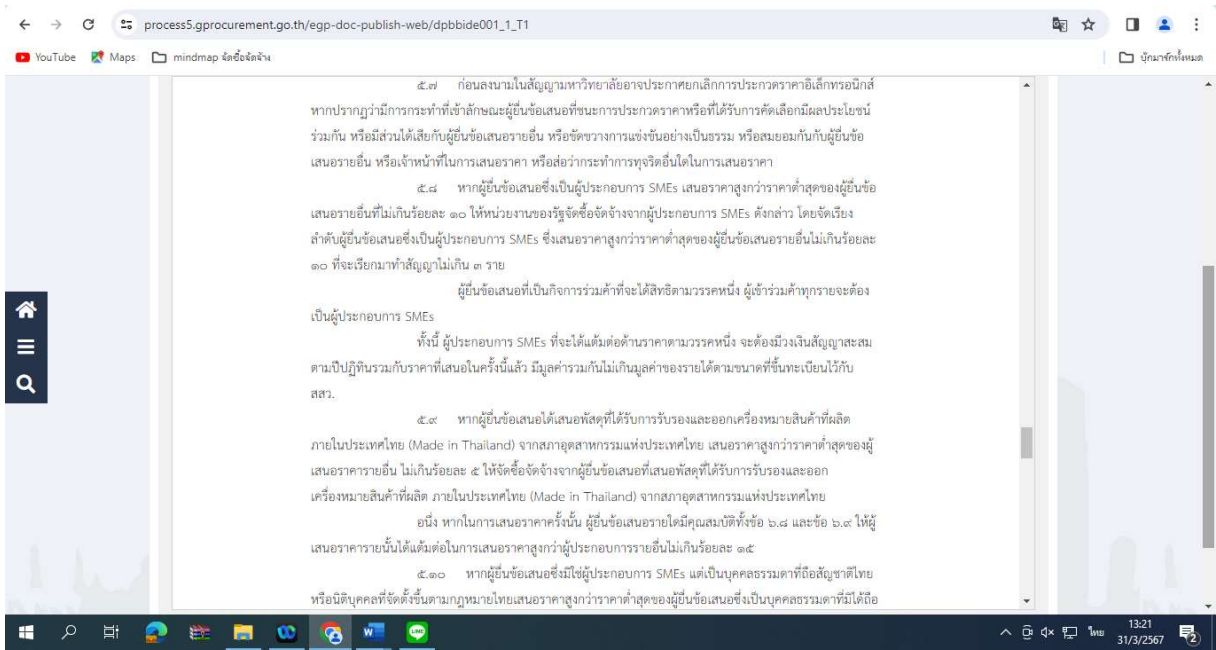 process5.gprocurement.go.th/egp-doc-publish-web/dpbbide001_1_T1
YouTube Maps mindmap จัดซื้อจัดจ้าง บุ๊กมาร์กทั้งหมด
๕.๗ ก่อนลงนามในสัญญามหาวิทยาลัยอาจประกาศยกเลิกการประกวดราคาอิเล็กทรอนิกส์
หากปรากฏว่ามีการกระทำที่เข้าลักษณะผู้ยื่นข้อเสนอที่ชนะการประกวดราคาหรือที่ได้รับการคัดเลือกมีผลประโยชน์
ร่วมกัน หรือมีส่วนได้เสียกับผู้ยื่นข้อเสนอรายอื่น หรือขัดขวางการแข่งขันอย่างเป็นธรรม หรือสมยอมกันกับผู้ยื่นข้อ
เสนอรายอื่น หรือเจ้าหน้าที่ในการเสนอราคา หรือส่อว่ากระทำการทุจริตอื่นใดในการเสนอราคา
๕.๘ หากผู้ยื่นข้อเสนอซึ่งเป็นผู้ประกอบการ SMEs เสนอราคาสูงกว่าราคาต่ำสุดของผู้ยื่นข้อ
เสนอรายอื่นที่ไม่เกินร้อยละ ๑๐ ให้หน่วยงานของรัฐจัดซื้อจัดจ้างจากผู้ประกอบการ SMEs ดังกล่าว โดยจัดเรียง
ลำดับผู้ยื่นข้อเสนอซึ่งเป็นผู้ประกอบการ SMEs ซึ่งเสนอราคาสูงกว่าราคาต่ำสุดของผู้ยื่นข้อเสนอรายอื่นไม่เกินร้อยละ
๑๐ ที่จะเรียกมาทำสัญญาไม่เกิน ๓ ราย
ผู้ยื่นข้อเสนอที่เป็นกิจการร่วมค้าที่จะได้สิทธิตามวรรคหนึ่ง ผู้เข้าร่วมค้าทุกรายจะต้อง
เป็นผู้ประกอบการ SMEs
ทั้งนี้ ผู้ประกอบการ SMEs ที่จะได้แต้มต่อด้านราคาตามวรรคหนึ่ง จะต้องมีวงเงินสัญญาสะสม
ตามปีปฏิทินรวมกับราคาที่เสนอในครั้งนี้แล้ว มีมูลค่ารวมกันไม่เกินมูลค่าของรายได้ตามขนาดที่ขึ้นทะเบียนไว้กับ
สสว.
๕.๙ หากผู้ยื่นข้อเสนอได้เสนอพัสดุที่ได้รับการรับรองและออกเครื่องหมายสินค้าที่ผลิต
ภายในประเทศไทย (Made in Thailand) จากสภาอุตสาหกรรมแห่งประเทศไทย เสนอราคาสูงกว่าราคาต่ำสุดของผู้
เสนอราคารายอื่น ไม่เกินร้อยละ ๕ ให้จัดซื้อจัดจ้างจากผู้ยื่นข้อเสนอที่เสนอพัสดุที่ได้รับการรับรองและออก
เครื่องหมายสินค้าที่ผลิต ภายในประเทศไทย (Made in Thailand) จากสภาอุตสาหกรรมแห่งประเทศไทย
อนึ่ง หากในการเสนอราคาครั้งนั้น ผู้ยื่นข้อเสนอรายใดมีคุณสมบัติทั้งข้อ ๖.๘ และข้อ ๖.๙ ให้ผู้
เสนอราคารายนั้นได้แต้มต่อในการเสนอราคาสูงกว่าผู้ประกอบการรายอื่นไม่เกินร้อยละ ๑๕
๕.๑๐ หากผู้ยื่นข้อเสนอซึ่งมิใช่ผู้ประกอบการ SMEs แต่เป็นบุคคลธรรมดาที่ถือสัญชาติไทย
หรือนิติบุคคลที่จัดตั้งขึ้นตามกฎหมายไทยเสนอราคาสูงกว่าราคาต่ำสุดของผู้ยื่นข้อเสนอซึ่งเป็นบุคคลธรรมดาที่มิได้ถือ
ไทย 13:21
31/3/2567